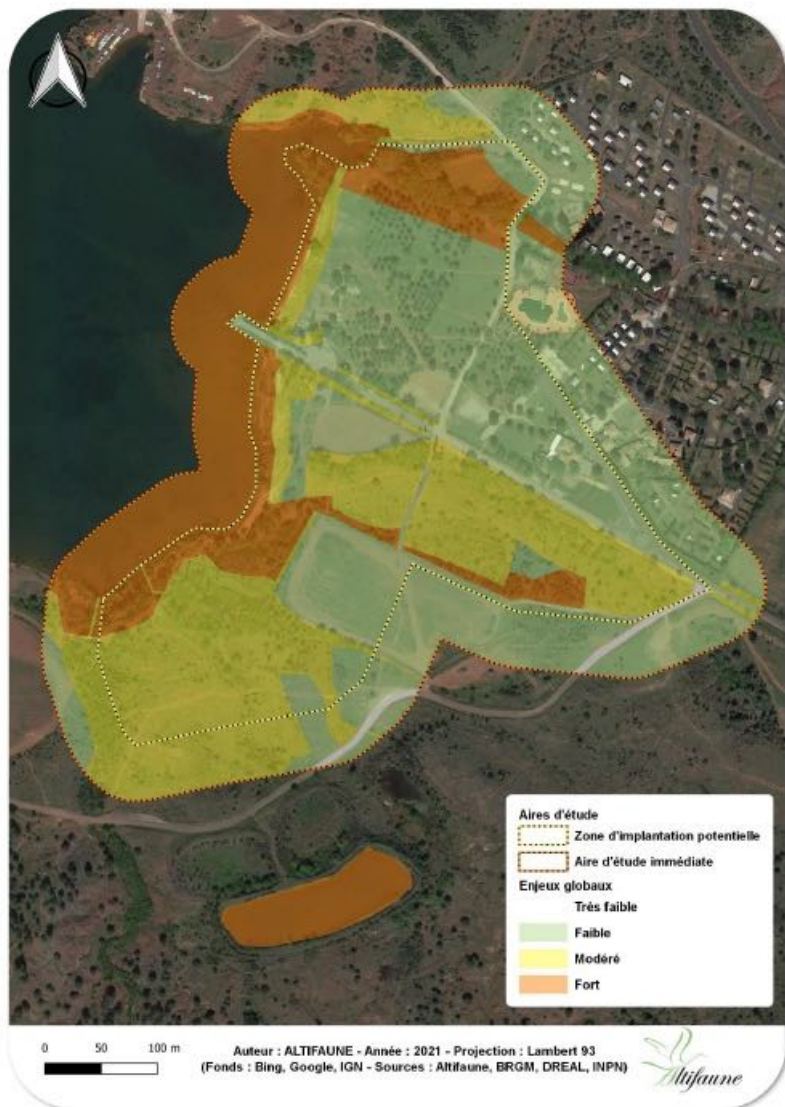 Aires d'étude
Zone d'implantation potentielle
Aire d'étude immédiate
Enjeux globaux
Très faible
Faible
Modéré
Fort
0 50 100 m
Auteur : ALTIFAUNE - Année : 2021 - Projection : Lambert 93
(Fonds : Bing, Google, IGN - Sources : Altifaune, BRGM, DREAL, INPN)
Altifaune